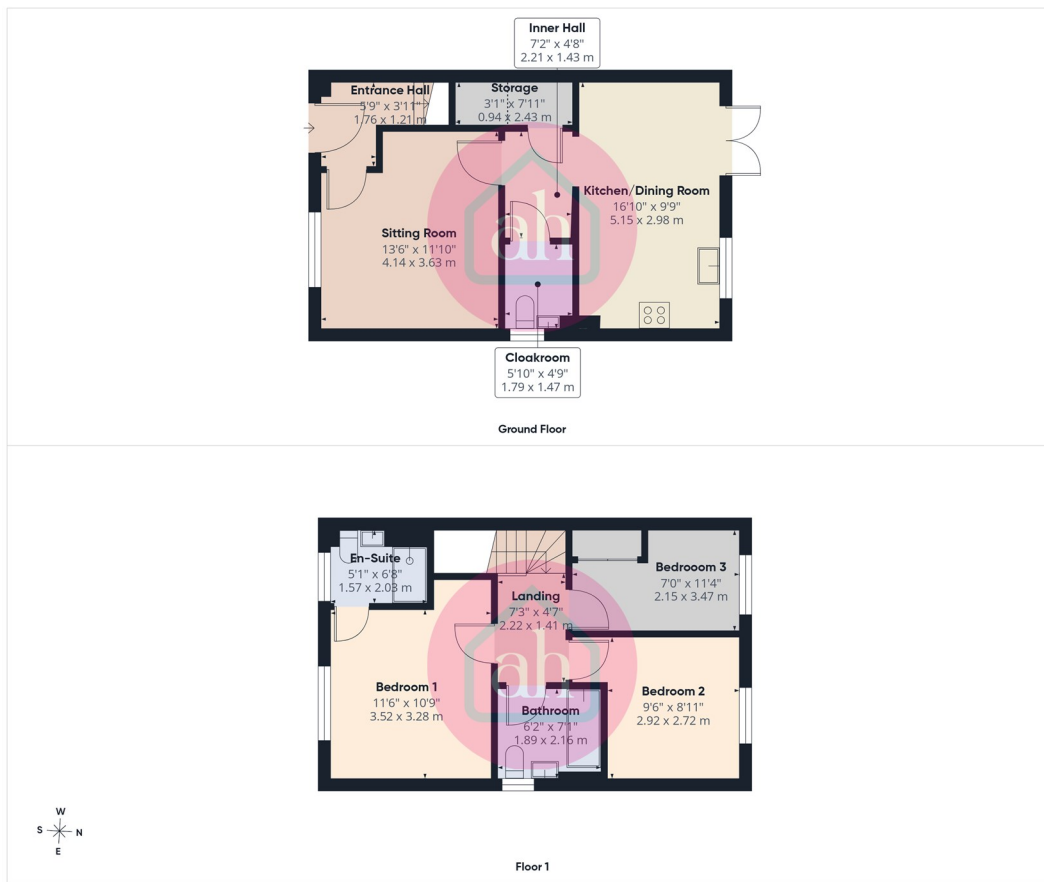 Inner Hall
7'2" x 4'8"
2.21 x 1.43 m
Entrance Hall
5'9" x 3'11"
1.76 x 1.21 m
Storage
3'1" x 7'11"
0.94 x 2.43 m
Kitchen/Dining Room
16'10" x 9'9"
5.15 x 2.98 m
Sitting Room
13'6" x 11'10"
4.14 x 3.63 m
ah
Cloakroom
5'10" x 4'9"
1.79 x 1.47 m
Ground Floor
En-Suite
5'1" x 6'8"
1.57 x 2.03 m
Bedrooom 3
7'0" x 11'4"
2.15 x 3.47 m
Landing
7'3" x 4'7"
2.22 x 1.41 m
ah
Bedroom 1
11'6" x 10'9"
3.52 x 3.28 m
Bedroom 2
9'6" x 8'11"
2.92 x 2.72 m
Bathroom
6'2" x 7'1"
1.89 x 2.16 m
W
S N
E
Floor 1